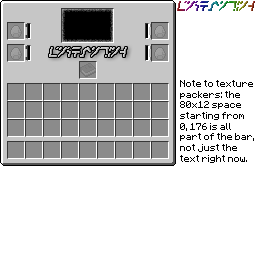 Note to texture
packers: the
80x12 space
starting from
0,176 is all
part of the bar,
not just the
text right now.